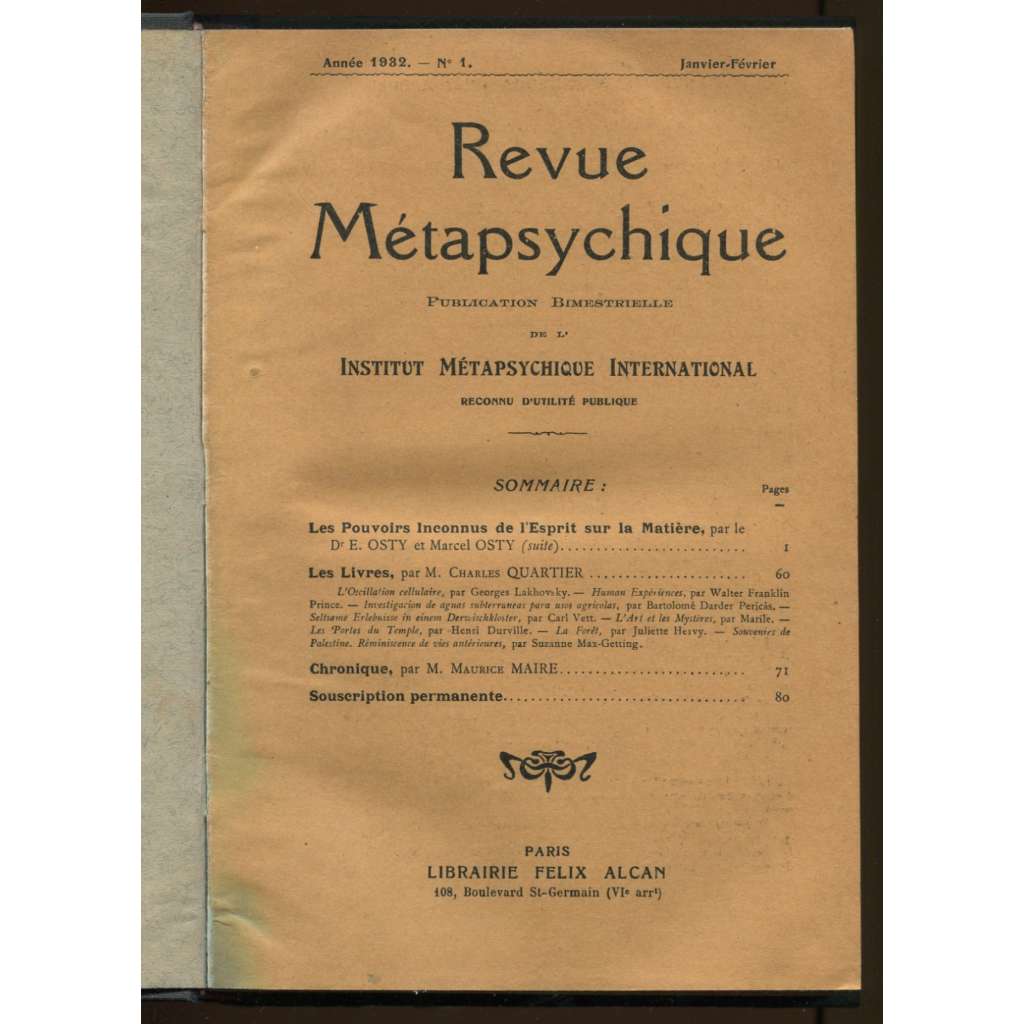 Année 1932. — N° 1. Janvier-Février
Revue
Métapsychique
Publication Bimestrielle
de l'
Institut Métapsychique International
RECONNU D'UTILITÉ PUBLIQUE
SOMMAIRE :
Pages
Les Pouvoirs Inconnus de l'Esprit sur la Matière, par le
Dr E. OSTY et Marcel OSTY (suite).......................... 1
Les Livres, par M. Charles QUARTIER ...................... 60
L'Oscillation cellulaire, par Georges Lakhovsky. — Human Expériences, par Walter Franklin
Prince. — Investigacion de aguas subterraneas para usos agricolas, par Bartolomé Darder Pericás. —
Seltsame Erlebnisse in einem Derwischkloster, par Carl Vett. — L'Art et les Mystères, par Marife. —
Les Portes du Temple, par Henri Durville. — La Forêt, par Juliette Hervy. — Souvenirs de
Palestine. Réminiscence de vies antérieures, par Suzanne Max-Getting.
Chronique, par M. Maurice MAIRE.......................... 71
Souscription permanente.................................. 80
PARIS
LIBRAIRIE FELIX ALCAN
108, Boulevard St-Germain (VIe arrt)